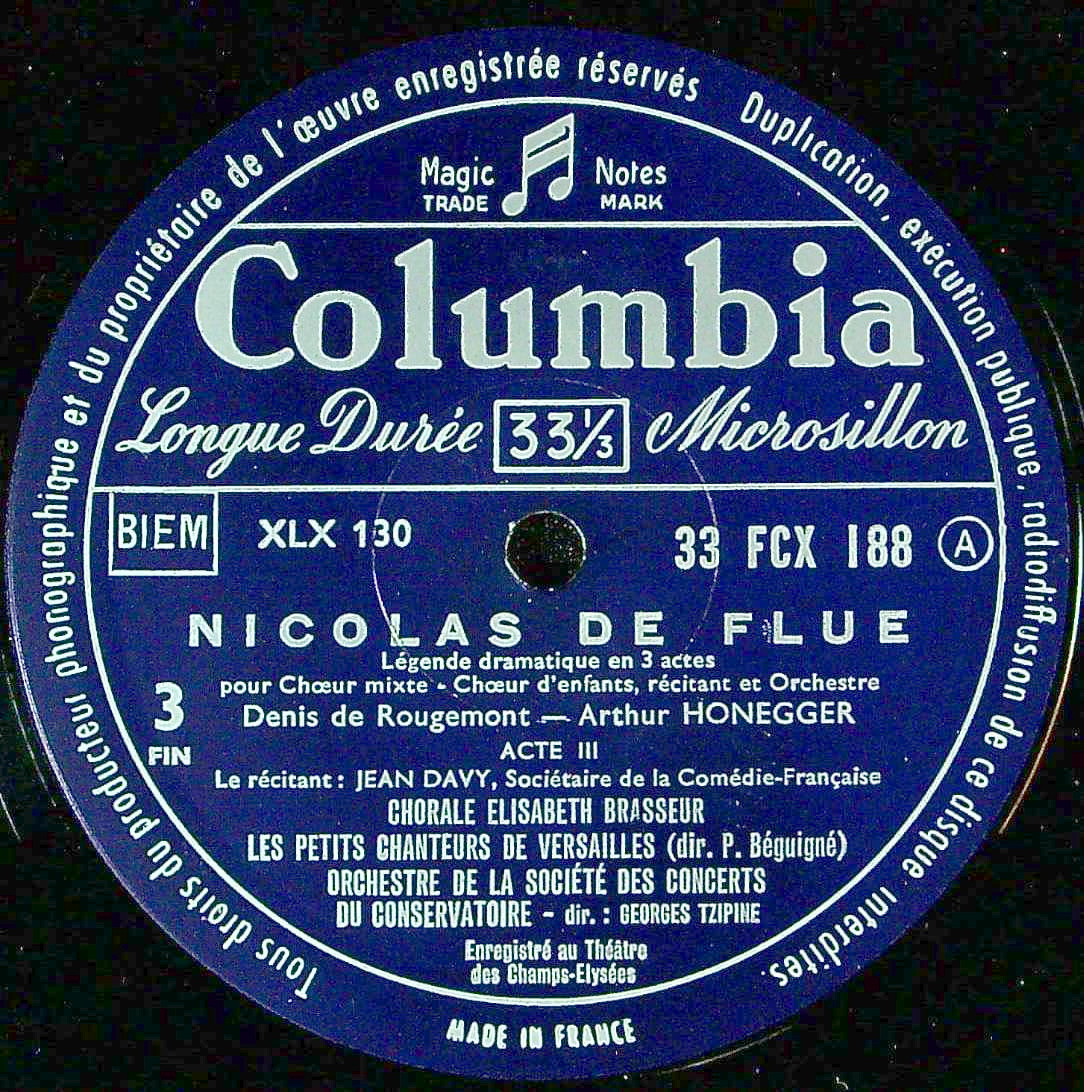 Tous droits du producteur phonographique et du propriétaire de l'œuvre enregistrée réservés Duplication, exécution publique, radiodiffusion de ce disque interdites.
Magic Notes
TRADE MARK
Columbia
Longue Durée 33⅓ Microsillon
BIEM XLX 130 33 FCX 188 A
NICOLAS DE FLUE
Légende dramatique en 3 actes
pour Chœur mixte - Chœur d'enfants, récitant et Orchestre
3 Denis de Rougemont — Arthur HONEGGER
FIN ACTE III
Le récitant : JEAN DAVY, Sociétaire de la Comédie-Française
CHORALE ELISABETH BRASSEUR
LES PETITS CHANTEURS DE VERSAILLES (dir. P. Béguigné)
ORCHESTRE DE LA SOCIÉTÉ DES CONCERTS
DU CONSERVATOIRE - dir. : GEORGES TZIPINE
Enregistré au Théâtre
des Champs-Elysées
MADE IN FRANCE